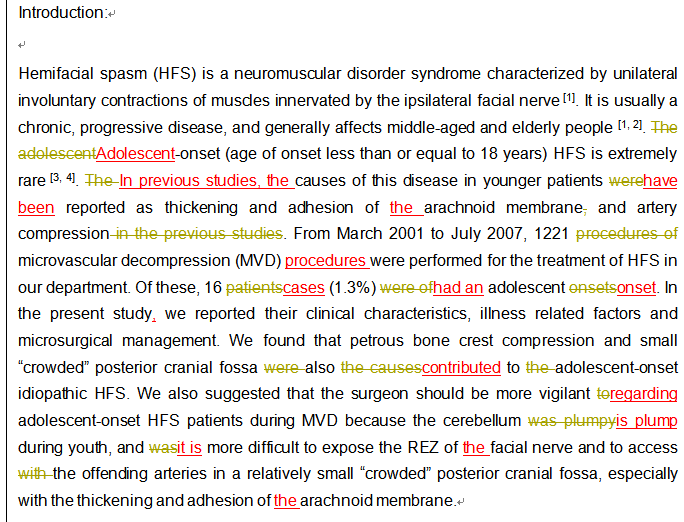 Introduction:
Hemifacial spasm (HFS) is a neuromuscular disorder syndrome characterized by unilateral
involuntary contractions of muscles innervated by the ipsilateral facial nerve [1]. It is usually a
chronic, progressive disease, and generally affects middle-aged and elderly people [1, 2]. The
adolescentAdolescent-onset (age of onset less than or equal to 18 years) HFS is extremely
rare [3, 4]. The In previous studies, the causes of this disease in younger patients werehave
been reported as thickening and adhesion of the arachnoid membrane, and artery
compression in the previous studies. From March 2001 to July 2007, 1221 procedures of
microvascular decompression (MVD) procedures were performed for the treatment of HFS in
our department. Of these, 16 patientscases (1.3%) were ofhad an adolescent onsetsonset. In
the present study, we reported their clinical characteristics, illness related factors and
microsurgical management. We found that petrous bone crest compression and small
“crowded” posterior cranial fossa were also the causescontributed to the adolescent-onset
idiopathic HFS. We also suggested that the surgeon should be more vigilant toregarding
adolescent-onset HFS patients during MVD because the cerebellum was plumpyis plump
during youth, and wasit is more difficult to expose the REZ of the facial nerve and to access
with the offending arteries in a relatively small “crowded” posterior cranial fossa, especially
with the thickening and adhesion of the arachnoid membrane.